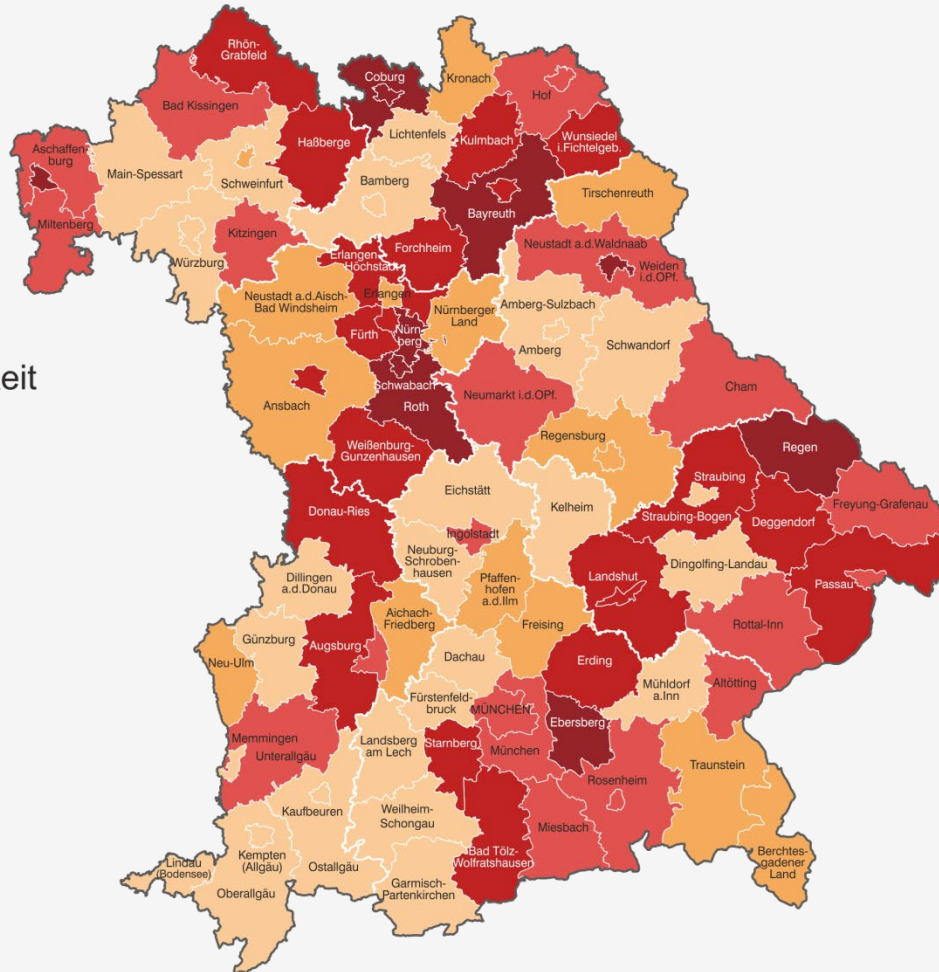 Rhön-
Grabfeld
Coburg
Kronach
Hof
Bad Kissingen
Lichtenfels
Kulmbach
Wunsiedel
i.Fichtelgeb.
Haßberge
Aschaffen-
burg
Main-Spessart
Schweinfurt
Bamberg
Tirschenreuth
Bayreuth
Miltenberg
Kitzingen
Forchheim
Neustadt a.d.Waldnaab
Erlangen-
Höchstadt
Weiden
i.d.OPf.
Würzburg
Neustadt a.d.Aisch-
Bad Windsheim
Erlangen
Nürnberger
Land
Amberg-Sulzbach
Fürth
Nürn-
berg
Amberg
Schwandorf
eit
Schwabach
Cham
Ansbach
Roth
Neumarkt i.d.OPf.
Regensburg
Weißenburg-
Gunzenhausen
Regen
Straubing
Eichstätt
Freyung-Grafenau
Donau-Ries
Kelheim
Straubing-Bogen
Deggendorf
Ingolstadt
Neuburg-
Schroben-
hausen
Dingolfing-Landau
Dillingen
a.d.Donau
Pfaffen-
hofen
a.d.Ilm
Landshut
Passau
Aichach-
Friedberg
Freising
Rottal-Inn
Günzburg
Augsburg
Neu-Ulm
Dachau
Erding
Mühldorf
a.Inn
Altötting
Fürstenfeld-
bruck
MÜNCHEN
Ebersberg
Memmingen
Unterallgäu
Landsberg
am Lech
Starnberg
München
Traunstein
Rosenheim
Kaufbeuren
Weilheim-
Schongau
Miesbach
Bad Tölz-
Wolfratshausen
Berchtes-
gadener
Land
Lindau
(Bodensee)
Kempten
(Allgäu)
Ostallgäu
Oberallgäu
Garmisch-
Partenkirchen